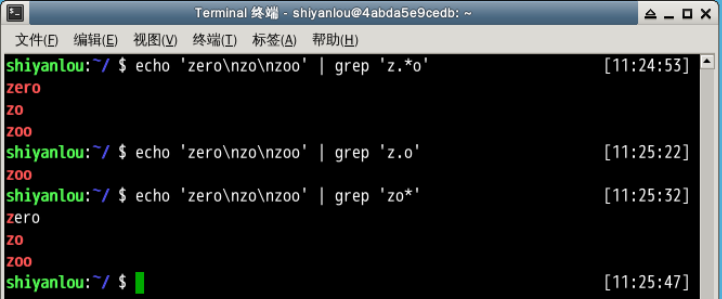 Terminal 终端 - shiyanlou@4abda5e9cedb: ~
文件(F) 编辑(E) 视图(V) 终端(T) 标签(A) 帮助(H)
shiyanlou:~/ $ echo 'zero\nzo\nzoo' | grep 'z.*o' [11:24:53]
zero
zo
zoo
shiyanlou:~/ $ echo 'zero\nzo\nzoo' | grep 'z.o' [11:25:22]
zoo
shiyanlou:~/ $ echo 'zero\nzo\nzoo' | grep 'zo*' [11:25:32]
zero
zo
zoo
shiyanlou:~/ $ [11:25:47]